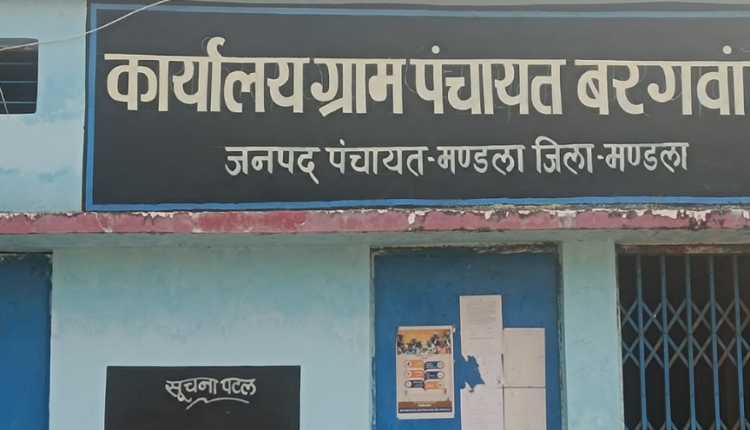 कार्यालय ग्राम पंचायत बरगवां
जनपद पंचायत-मण्डला जिला-मण्डला
सूचना पटल